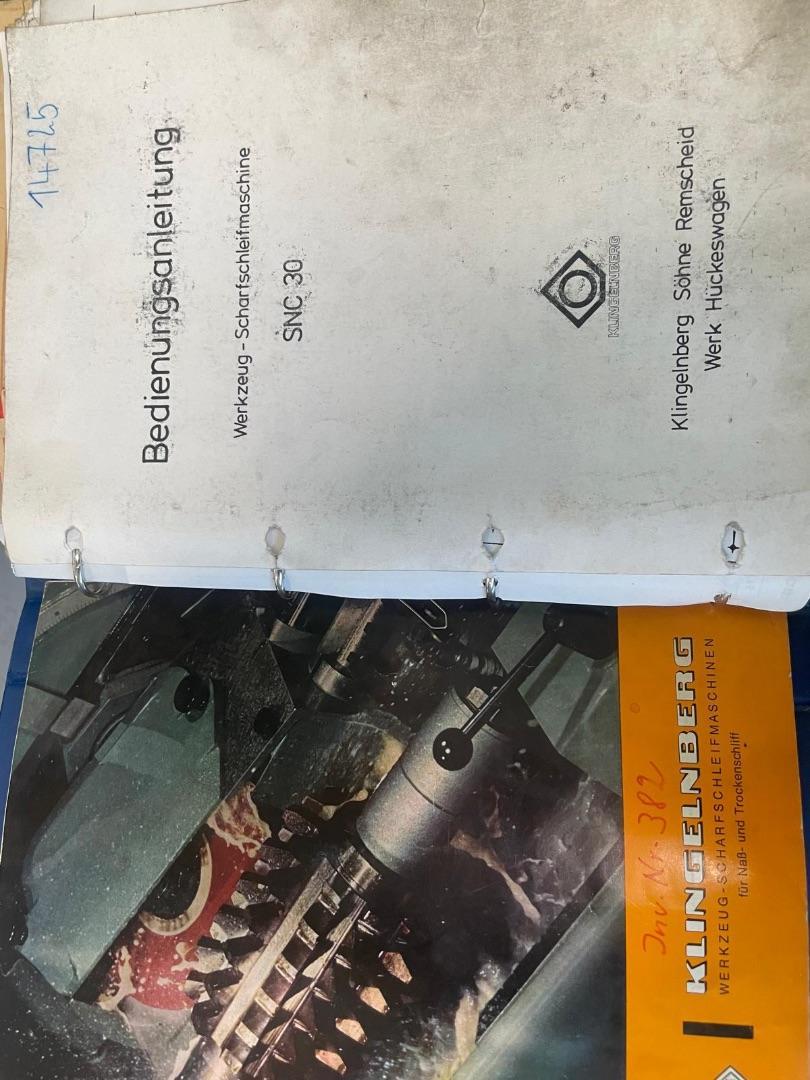 14725
Bedienungsanleitung
Werkzeug - Scharfschleifmaschine
SNC 30
KLINGELNBERG
Klingelnberg Söhne Remscheid
Werk Hückeswagen
Inv. Nr. 382
KLINGELNBERG
WERKZEUG-SCHARFSCHLEIFMASCHINEN
für Naß- und Trockenschliff